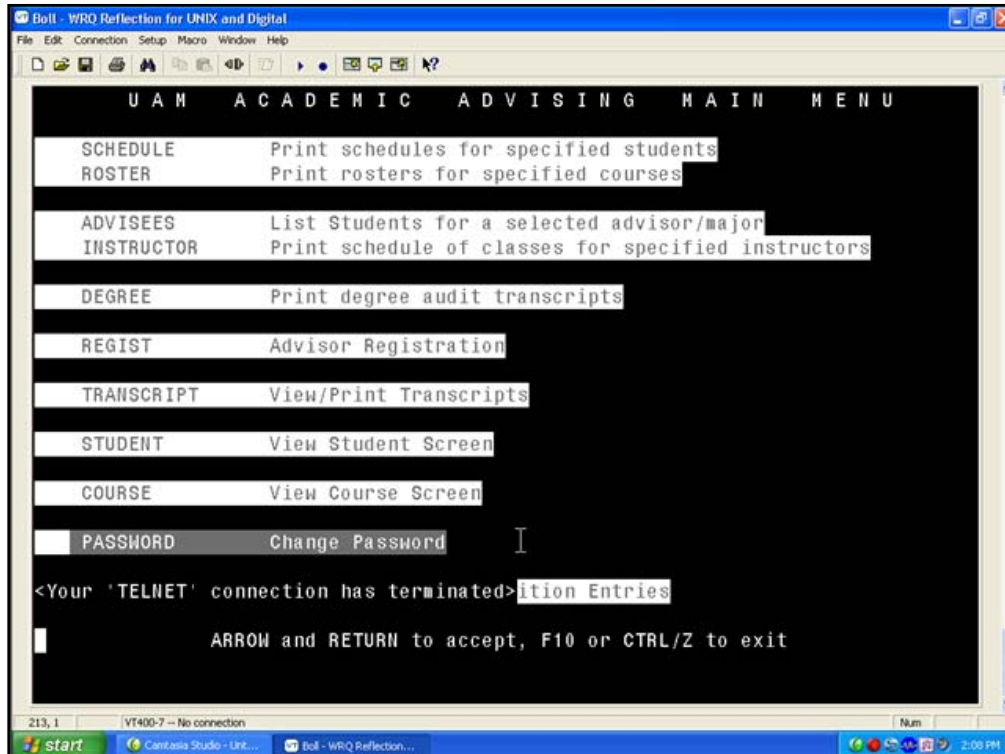 Boll - WRQ Reflection for UNIX and Digital
File Edit Connection Setup Macro Window Help
UAM ACADEMIC ADVISING MAIN MENU
SCHEDULE Print schedules for specified students
ROSTER Print rosters for specified courses
ADVISEES List Students for a selected advisor/major
INSTRUCTOR Print schedule of classes for specified instructors
DEGREE Print degree audit transcripts
REGIST Advisor Registration
TRANSCRIPT View/Print Transcripts
STUDENT View Student Screen
COURSE View Course Screen
PASSWORD Change Password
<Your 'TELNET' connection has terminated>ition Entries
ARROW and RETURN to accept, F10 or CTRL/Z to exit
213, 1 VT400-7 -- No connection Num
start Camtasia Studio - Unt... Boll - WRQ Reflection... 2:08 PM